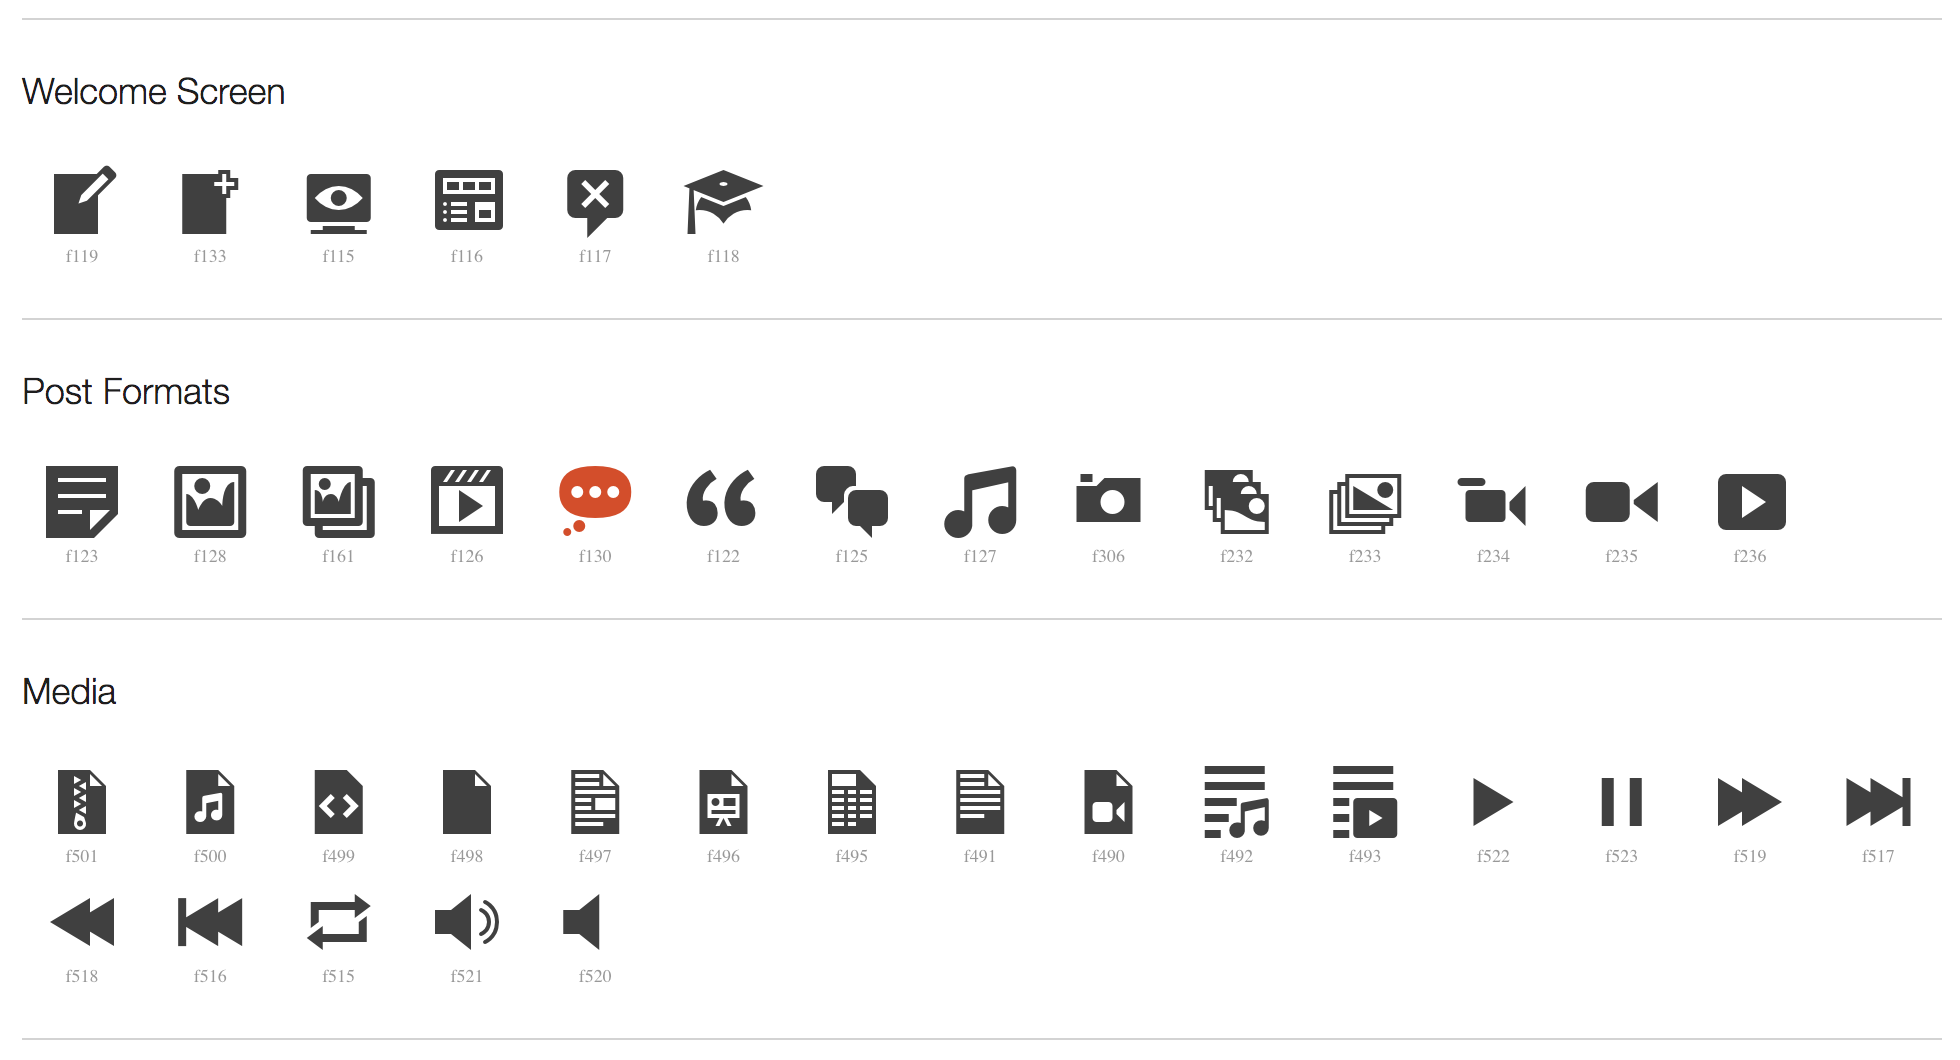 Welcome Screen
f119 f133 f115 f116 f117 f118
Post Formats
f123 f128 f161 f126 f130 f122 f125 f127 f306 f232 f233 f234 f235 f236
Media
f501 f500 f499 f498 f497 f496 f495 f491 f490 f492 f493 f522 f523 f519 f517
f518 f516 f515 f521 f520